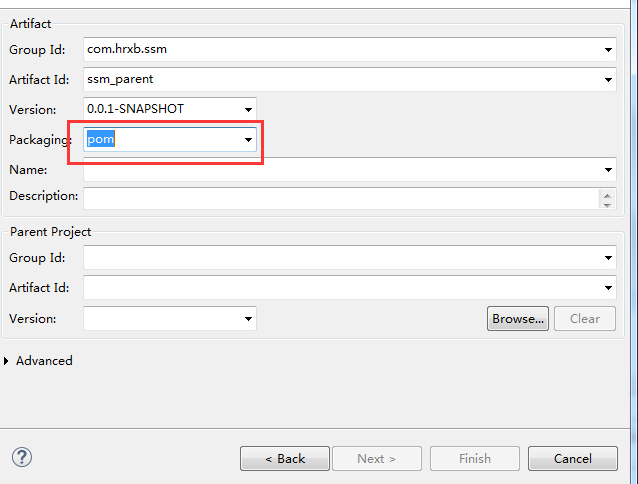 Artifact
Group Id: com.hrxb.ssm
Artifact Id: ssm_parent
Version: 0.0.1-SNAPSHOT
Packaging: pom
Name:
Description:
Parent Project
Group Id:
Artifact Id:
Version: Browse... Clear
Advanced
? < Back Next > Finish Cancel